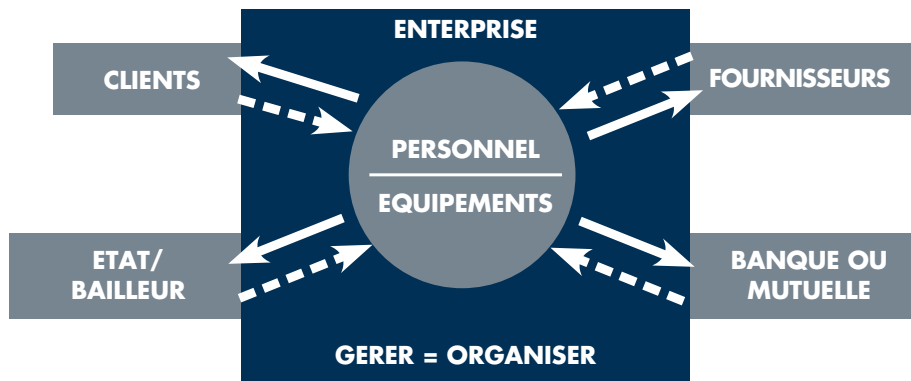 ENTERPRISE
CLIENTS
FOURNISSEURS
PERSONNEL
EQUIPEMENTS
ETAT/
BAILLEUR
BANQUE OU
MUTUELLE
GERER = ORGANISER